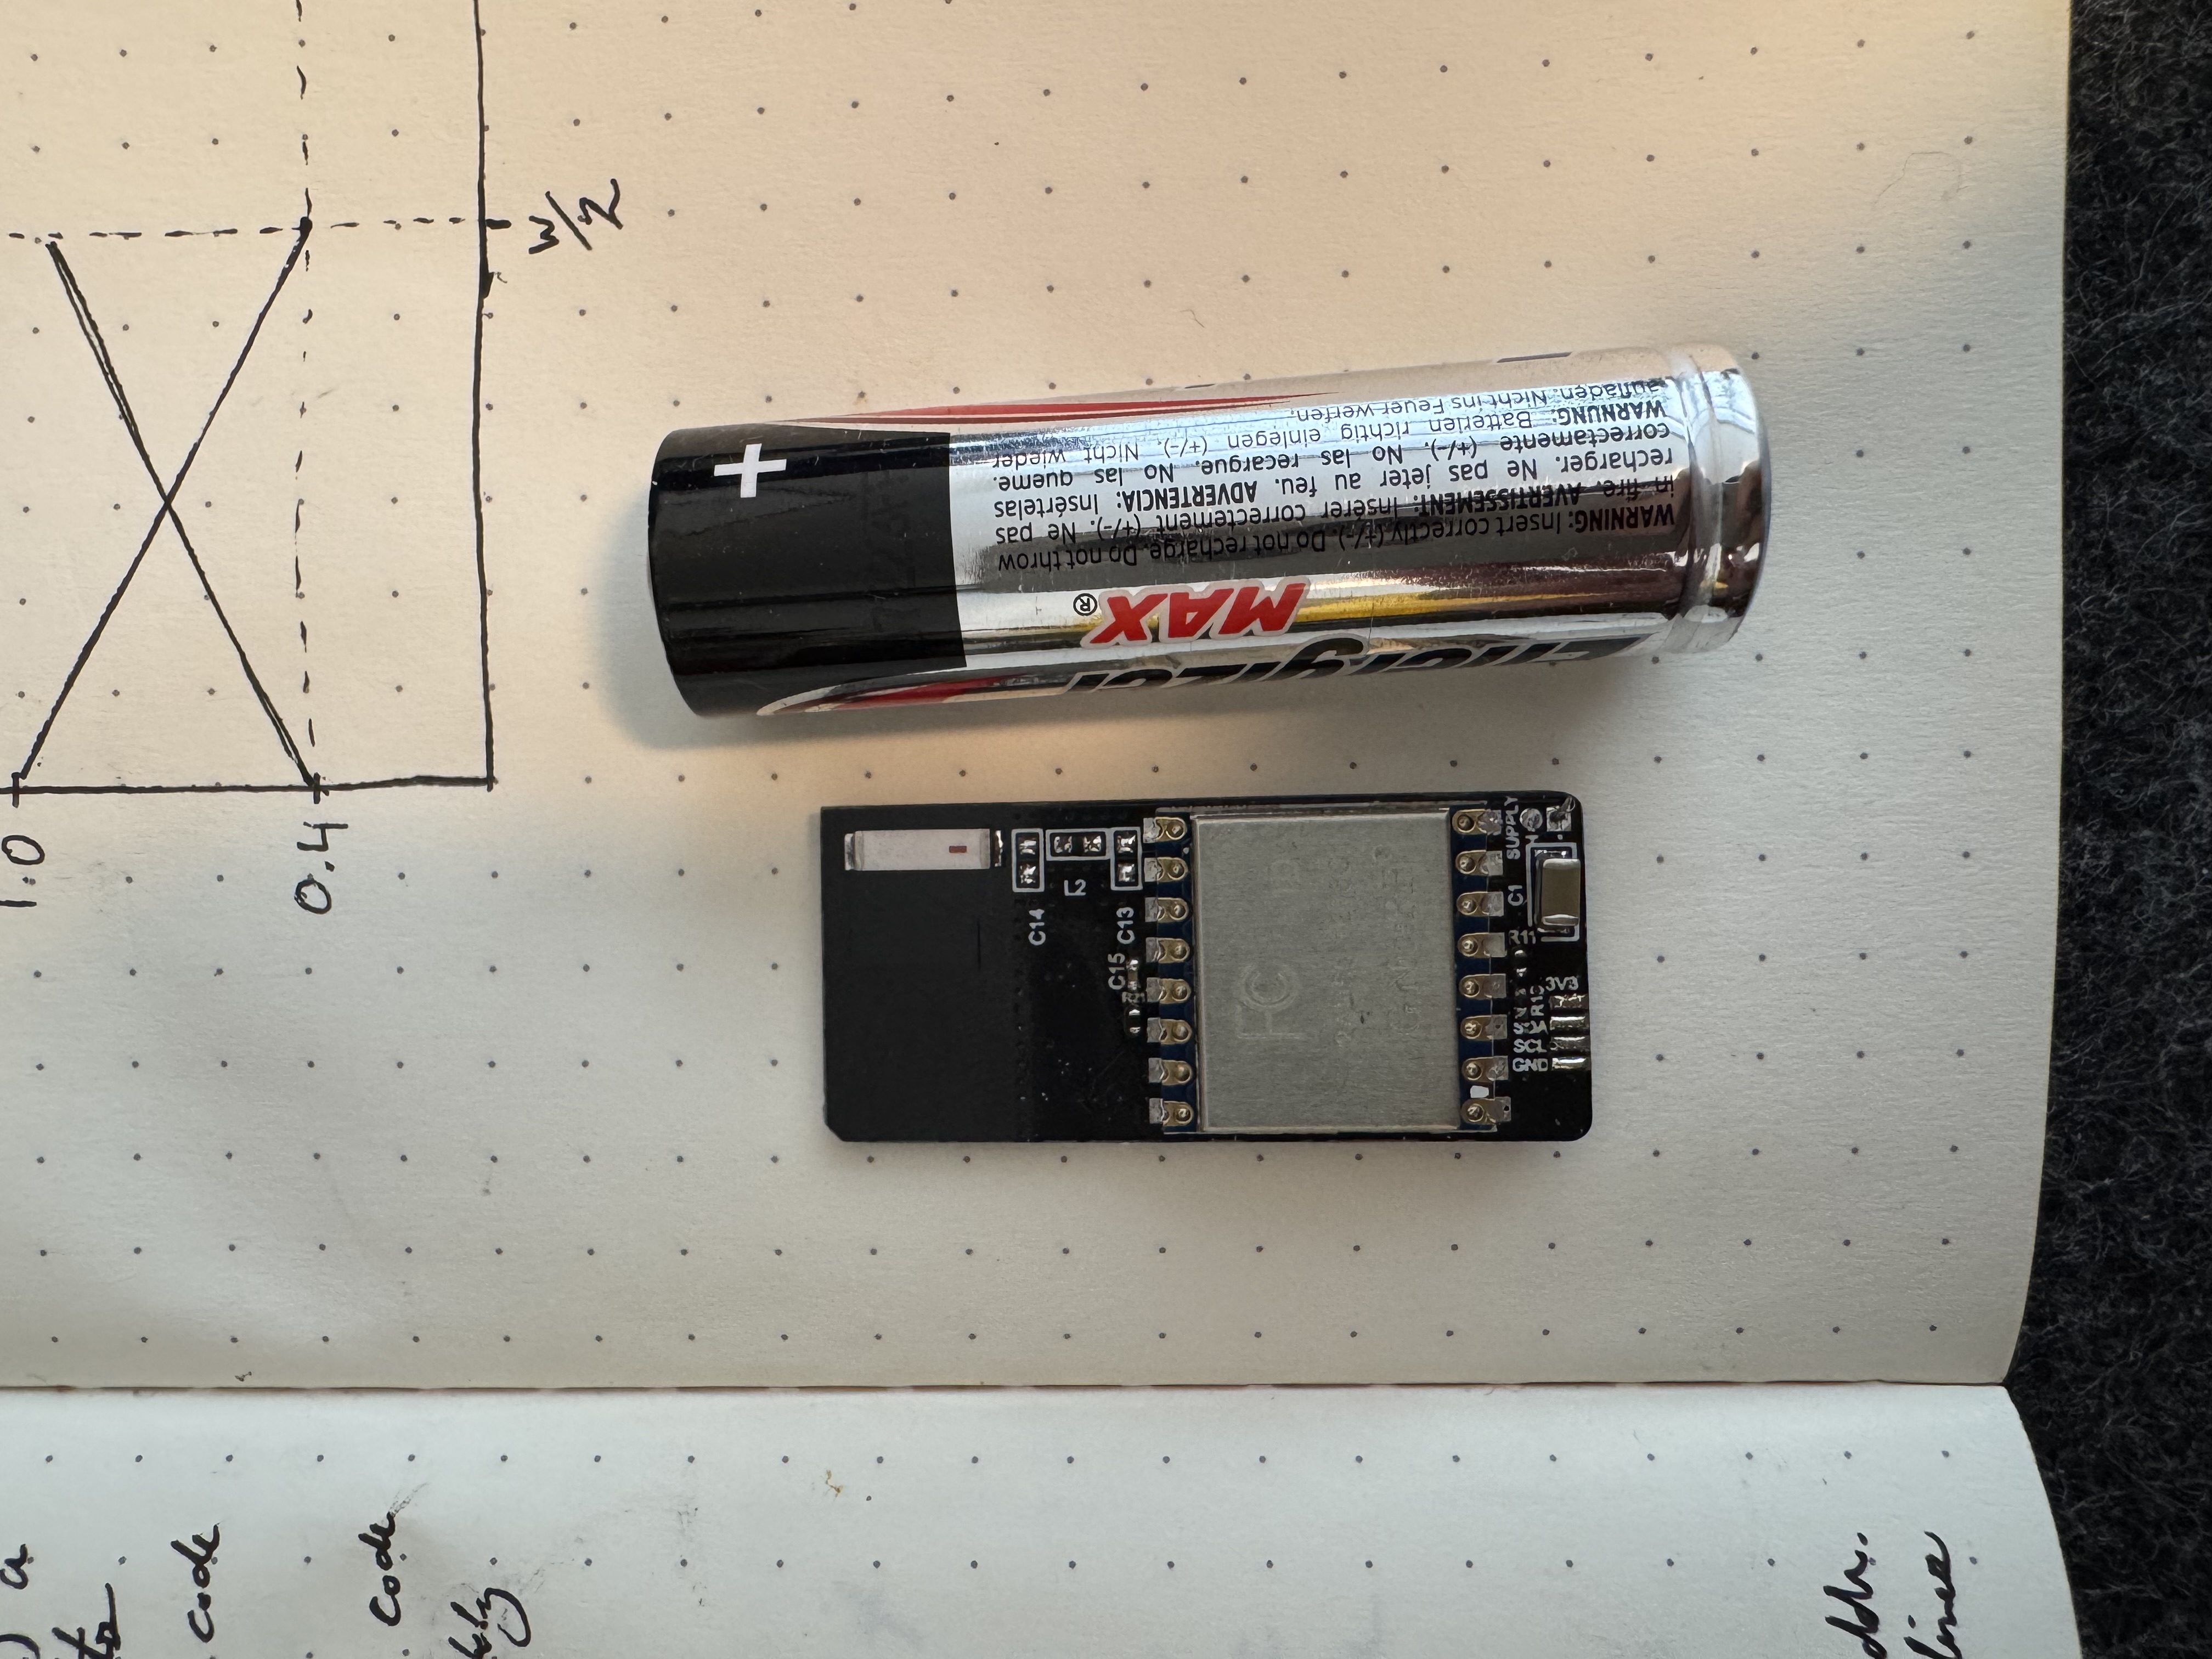 a
code
code
1.0
0.4
W/2
C14
L2
C15
C13
FC
GND
SCL
SDA
3V3
R11
C1
SUPPLY
+
MAX®
WARNING: Insert correctly (+/-). Do not recharge. Do not throw
in fire. AVERTISSEMENT: Insérer correctement (+/-). Ne pas
recharger. Ne pas jeter au feu. ADVERTENCIA: Insértelas
correctamente (+/-). No las recargue. No las queme.
WARNUNG: Batterien richtig einlegen (+/-). Nicht wieder
aufladen. Nicht ins Feuer werfen.